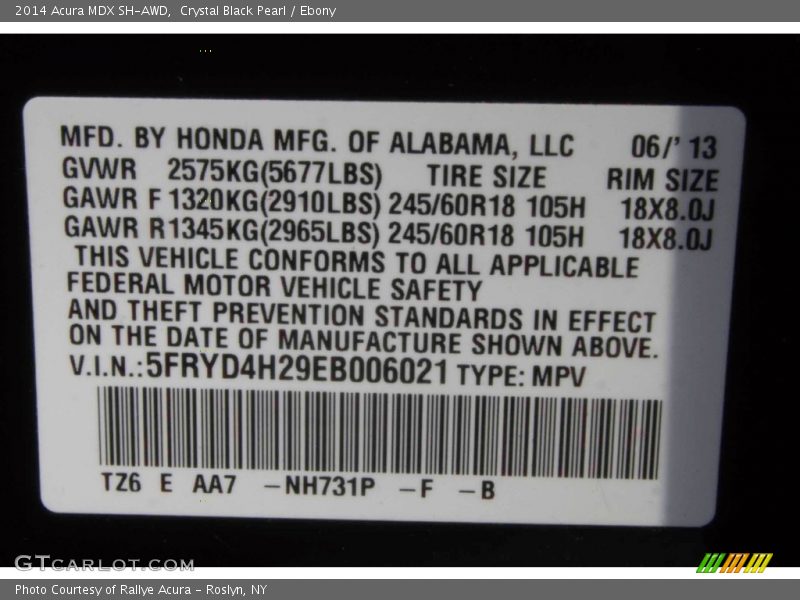 2014 Acura MDX SH-AWD,  Crystal Black Pearl / Ebony
MFD. BY HONDA MFG. OF ALABAMA, LLC 06/' 13
GVWR 2575KG(5677LBS) TIRE SIZE RIM SIZE
GAWR F 1320KG(2910LBS) 245/60R18 105H 18X8.0J
GAWR R 1345KG(2965LBS) 245/60R18 105H 18X8.0J
THIS VEHICLE CONFORMS TO ALL APPLICABLE
FEDERAL MOTOR VEHICLE SAFETY
AND THEFT PREVENTION STANDARDS IN EFFECT
ON THE DATE OF MANUFACTURE SHOWN ABOVE.
V.I.N.:5FRYD4H29EB006021 TYPE: MPV
TZ6 E AA7 -NH731P -F -B
GTCARLOT.COM
Photo Courtesy of Rallye Acura - Roslyn, NY